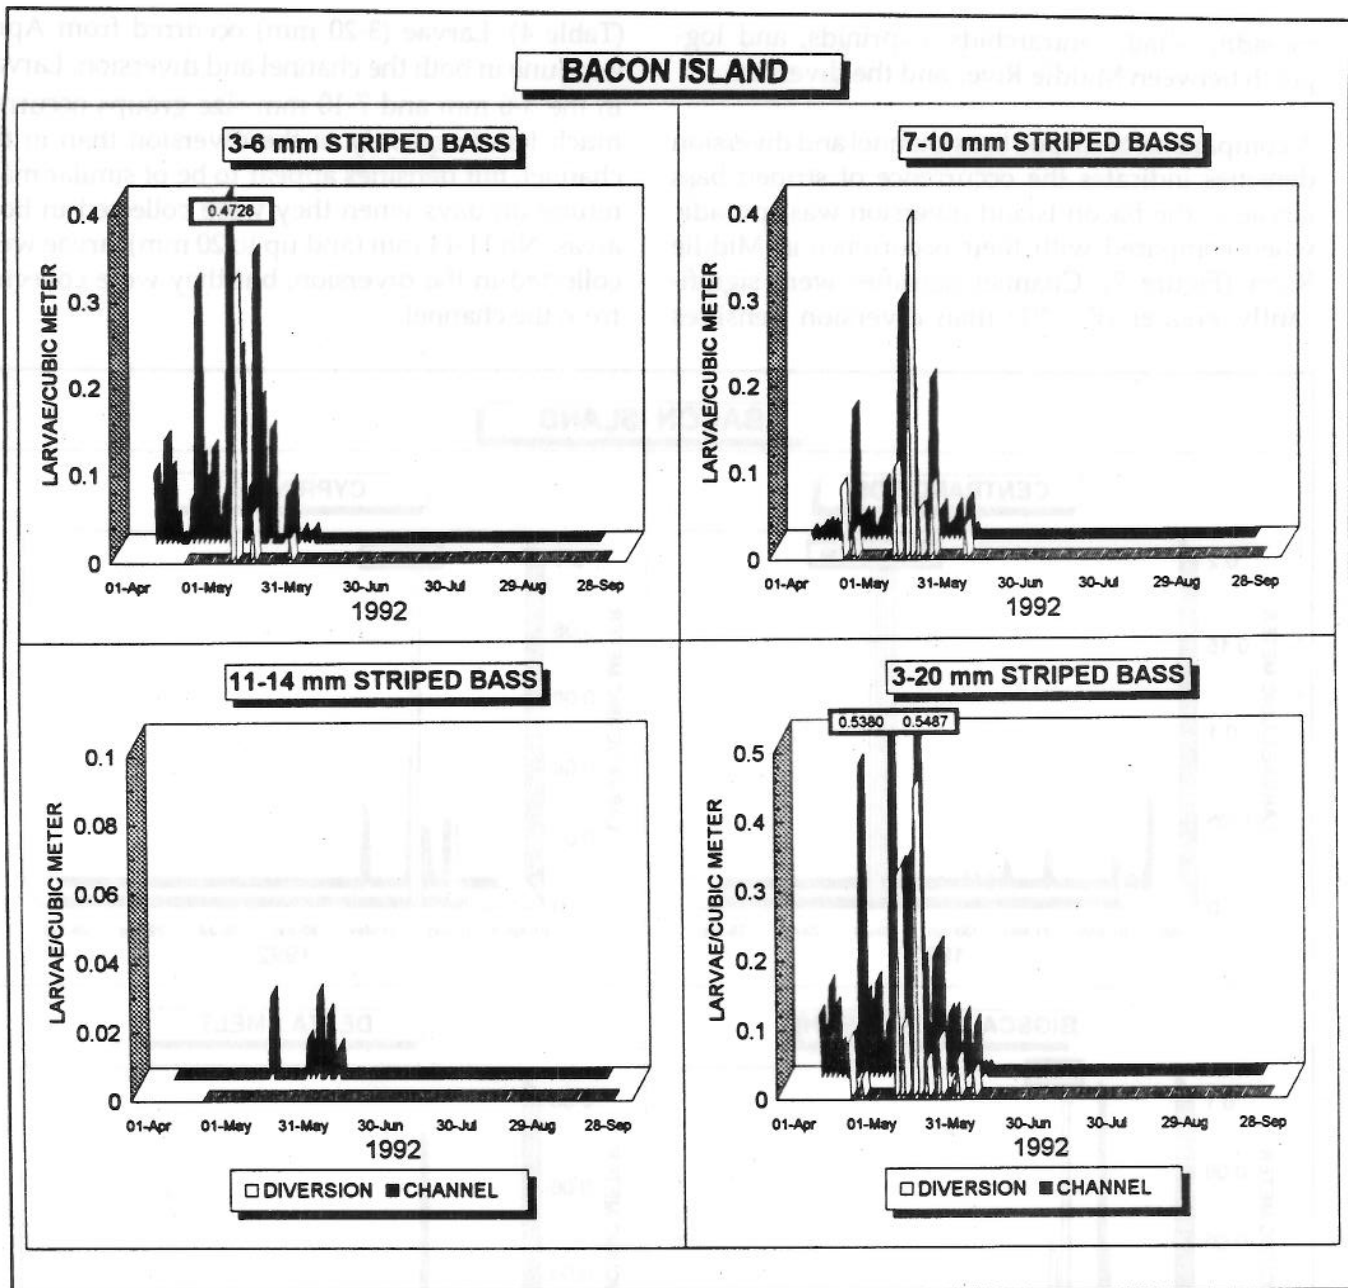 BACON ISLAND
3-6 mm STRIPED BASS
0.4728
LARVAE/CUBIC METER
0.4
0.3
0.2
0.1
0
01-Apr 01-May 31-May 30-Jun 30-Jul 29-Aug 28-Sep
1992
7-10 mm STRIPED BASS
LARVAE/CUBIC METER
0.4
0.3
0.2
0.1
0
01-Apr 01-May 31-May 30-Jun 30-Jul 29-Aug 28-Sep
1992
11-14 mm STRIPED BASS
LARVAE/CUBIC METER
0.1
0.08
0.06
0.04
0.02
0
01-Apr 01-May 31-May 30-Jun 30-Jul 29-Aug 28-Sep
1992
DIVERSION CHANNEL
3-20 mm STRIPED BASS
0.5380 0.5487
LARVAE/CUBIC METER
0.5
0.4
0.3
0.2
0.1
0
01-Apr 01-May 31-May 30-Jun 30-Jul 29-Aug 28-Sep
1992
DIVERSION CHANNEL